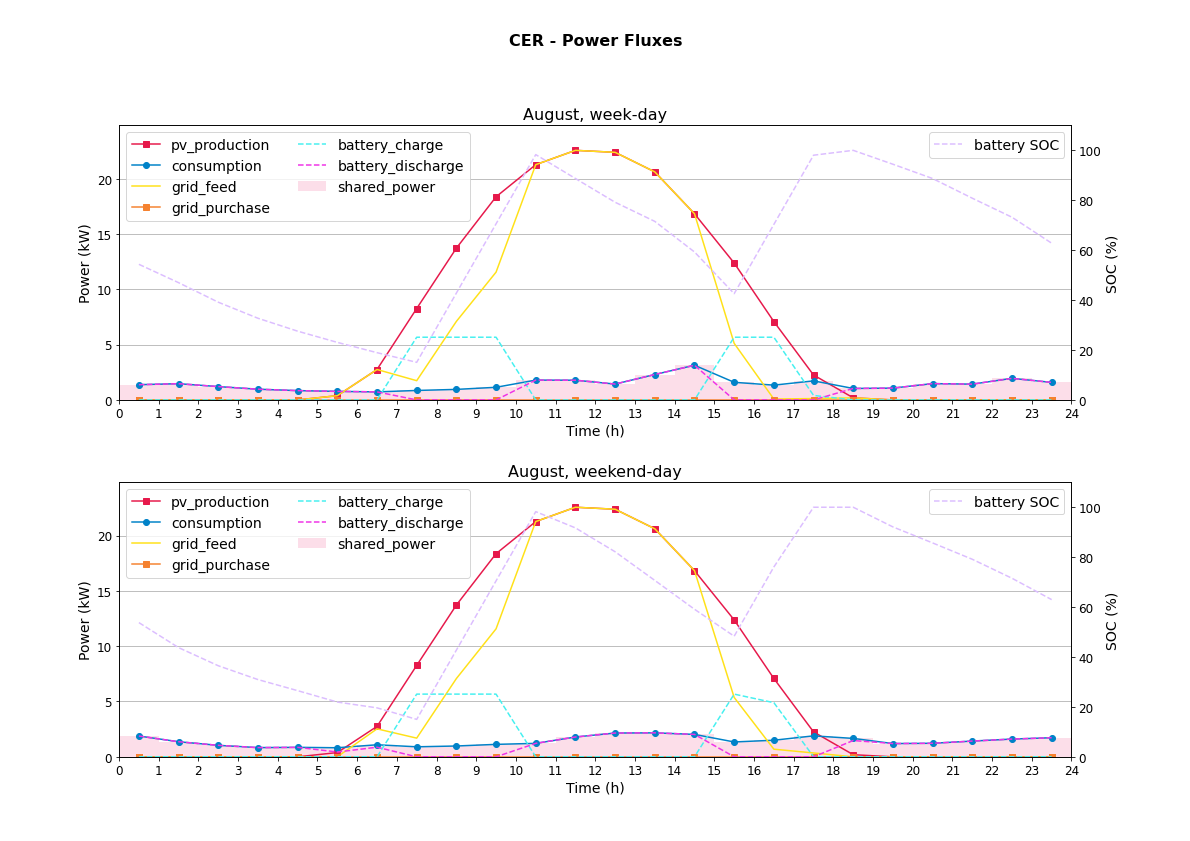 CER - Power Fluxes
August, week-day
pv_production
consumption
grid_feed
grid_purchase
battery_charge
battery_discharge
shared_power
battery SOC
Power (kW)
20
15
10
5
0
SOC (%)
100
80
60
40
20
0
0 1 2 3 4 5 6 7 8 9 10 11 12 13 14 15 16 17 18 19 20 21 22 23 24
Time (h)
August, weekend-day
pv_production
consumption
grid_feed
grid_purchase
battery_charge
battery_discharge
shared_power
battery SOC
Power (kW)
20
15
10
5
0
SOC (%)
100
80
60
40
20
0
0 1 2 3 4 5 6 7 8 9 10 11 12 13 14 15 16 17 18 19 20 21 22 23 24
Time (h)